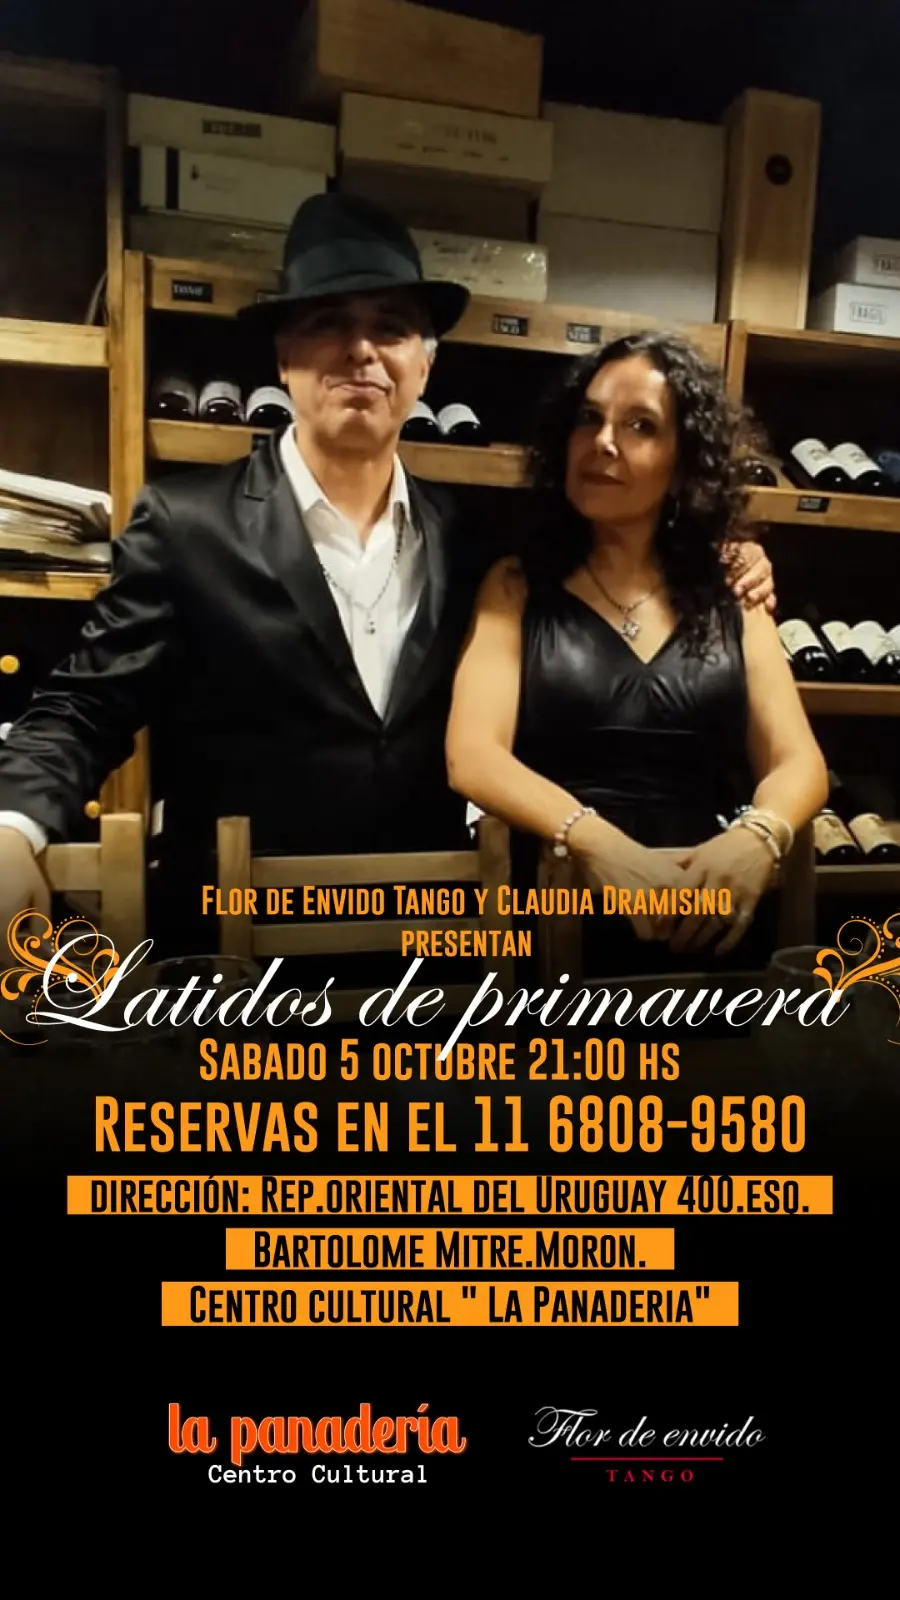 FRAGIL
FLOR DE ENVIDO TANGO Y CLAUDIA DRAMISINO
PRESENTAN
Latidos de primavera
SABADO 5 OCTUBRE 21:00 HS
RESERVAS EN EL 11 6808-9580
DIRECCIÓN: REP.ORIENTAL DEL URUGUAY 400.ESQ.
BARTOLOME MITRE.MORON.
CENTRO CULTURAL " LA PANADERIA"
la panadería
Centro Cultural
Flor de envido
TANGO